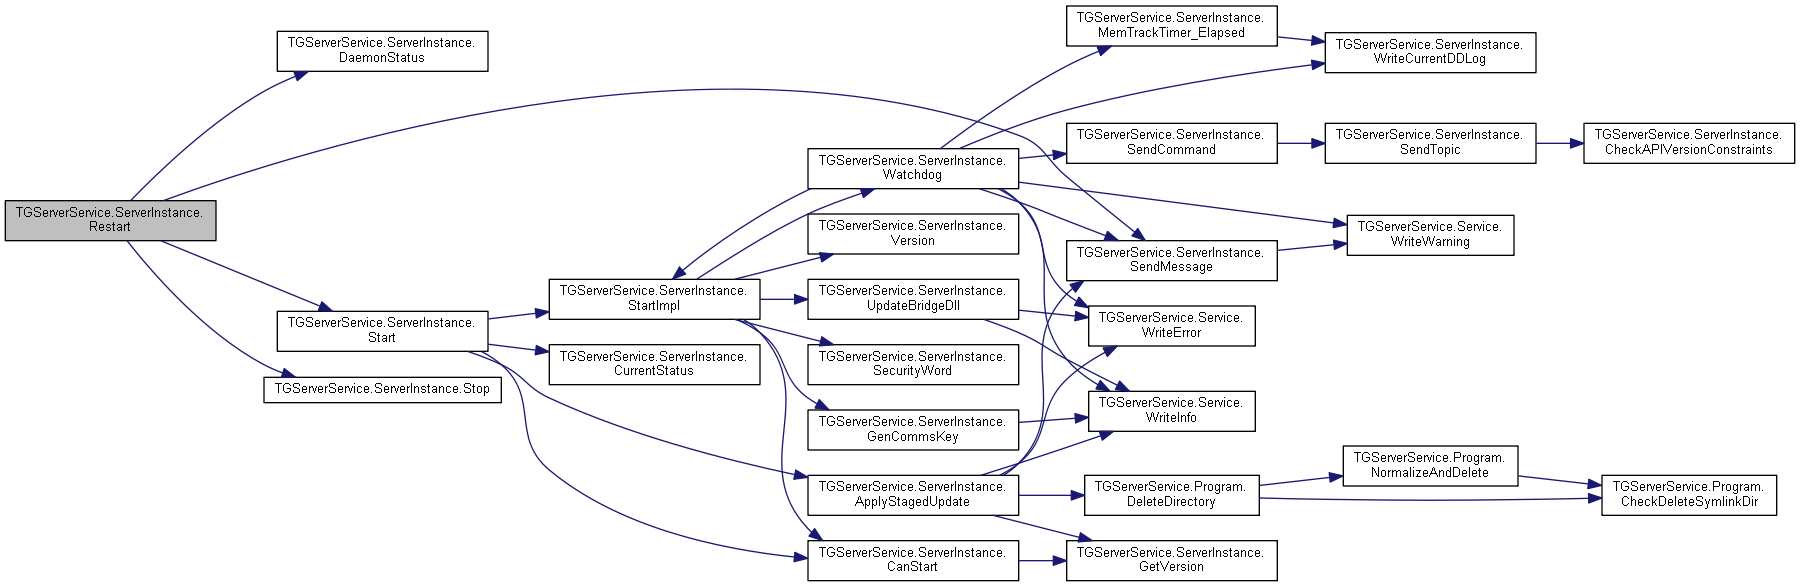 TGServerService.ServerInstance.
Restart
TGServerService.ServerInstance.
DaemonStatus
TGServerService.ServerInstance.
Start
TGServerService.ServerInstance.Stop
TGServerService.ServerInstance.
StartImpl
TGServerService.ServerInstance.
CurrentStatus
TGServerService.ServerInstance.
Watchdog
TGServerService.ServerInstance.
Version
TGServerService.ServerInstance.
UpdateBridgeDll
TGServerService.ServerInstance.
SecurityWord
TGServerService.ServerInstance.
GenCommsKey
TGServerService.ServerInstance.
ApplyStagedUpdate
TGServerService.ServerInstance.
CanStart
TGServerService.ServerInstance.
MemTrackTimer_Elapsed
TGServerService.ServerInstance.
SendCommand
TGServerService.ServerInstance.
SendMessage
TGServerService.Service.
WriteError
TGServerService.Service.
WriteInfo
TGServerService.Program.
DeleteDirectory
TGServerService.ServerInstance.
GetVersion
TGServerService.ServerInstance.
WriteCurrentDDLog
TGServerService.ServerInstance.
SendTopic
TGServerService.Service.
WriteWarning
TGServerService.Program.
NormalizeAndDelete
TGServerService.ServerInstance.
CheckAPIVersionConstraints
TGServerService.Program.
CheckDeleteSymlinkDir